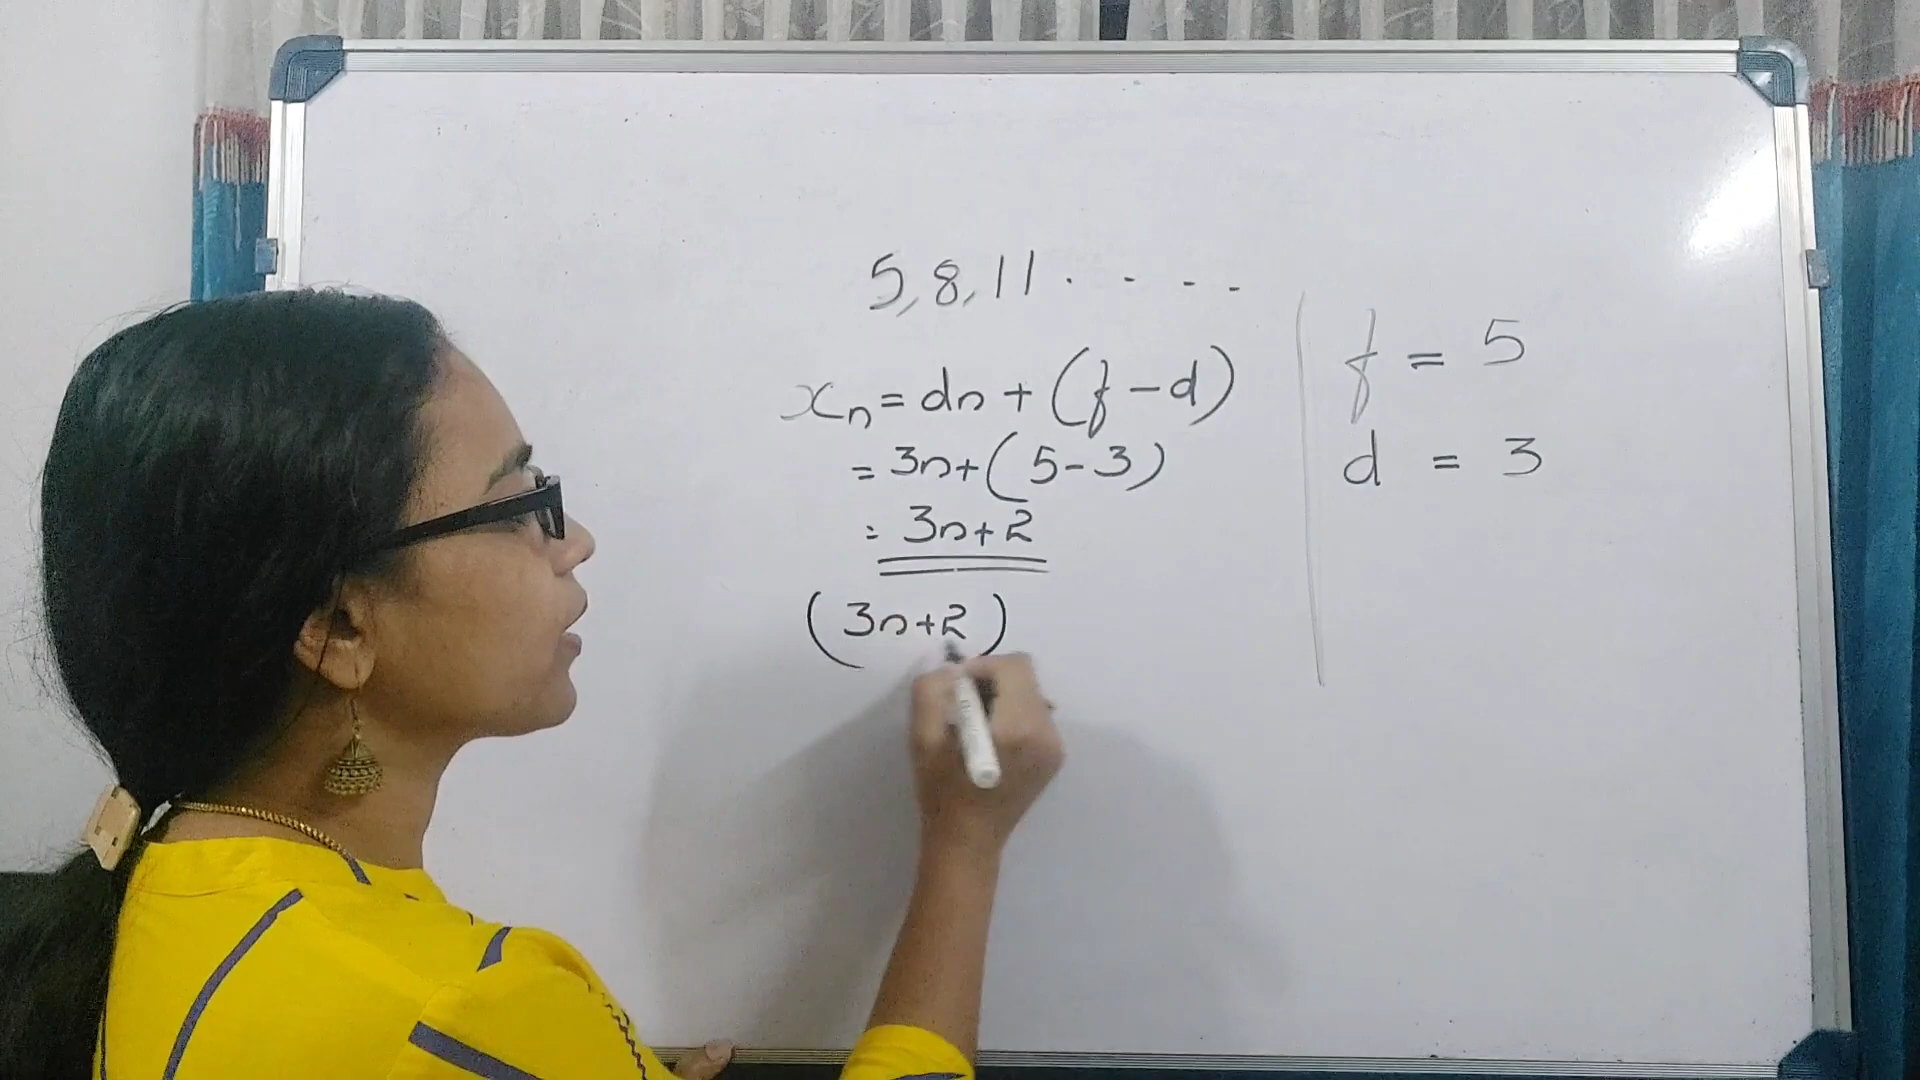 5, 8, 11 . . . . .
xₙ = dn + (f - d)
= 3n + (5 - 3)
= 3n + 2
(3n + 2)
f = 5
d = 3